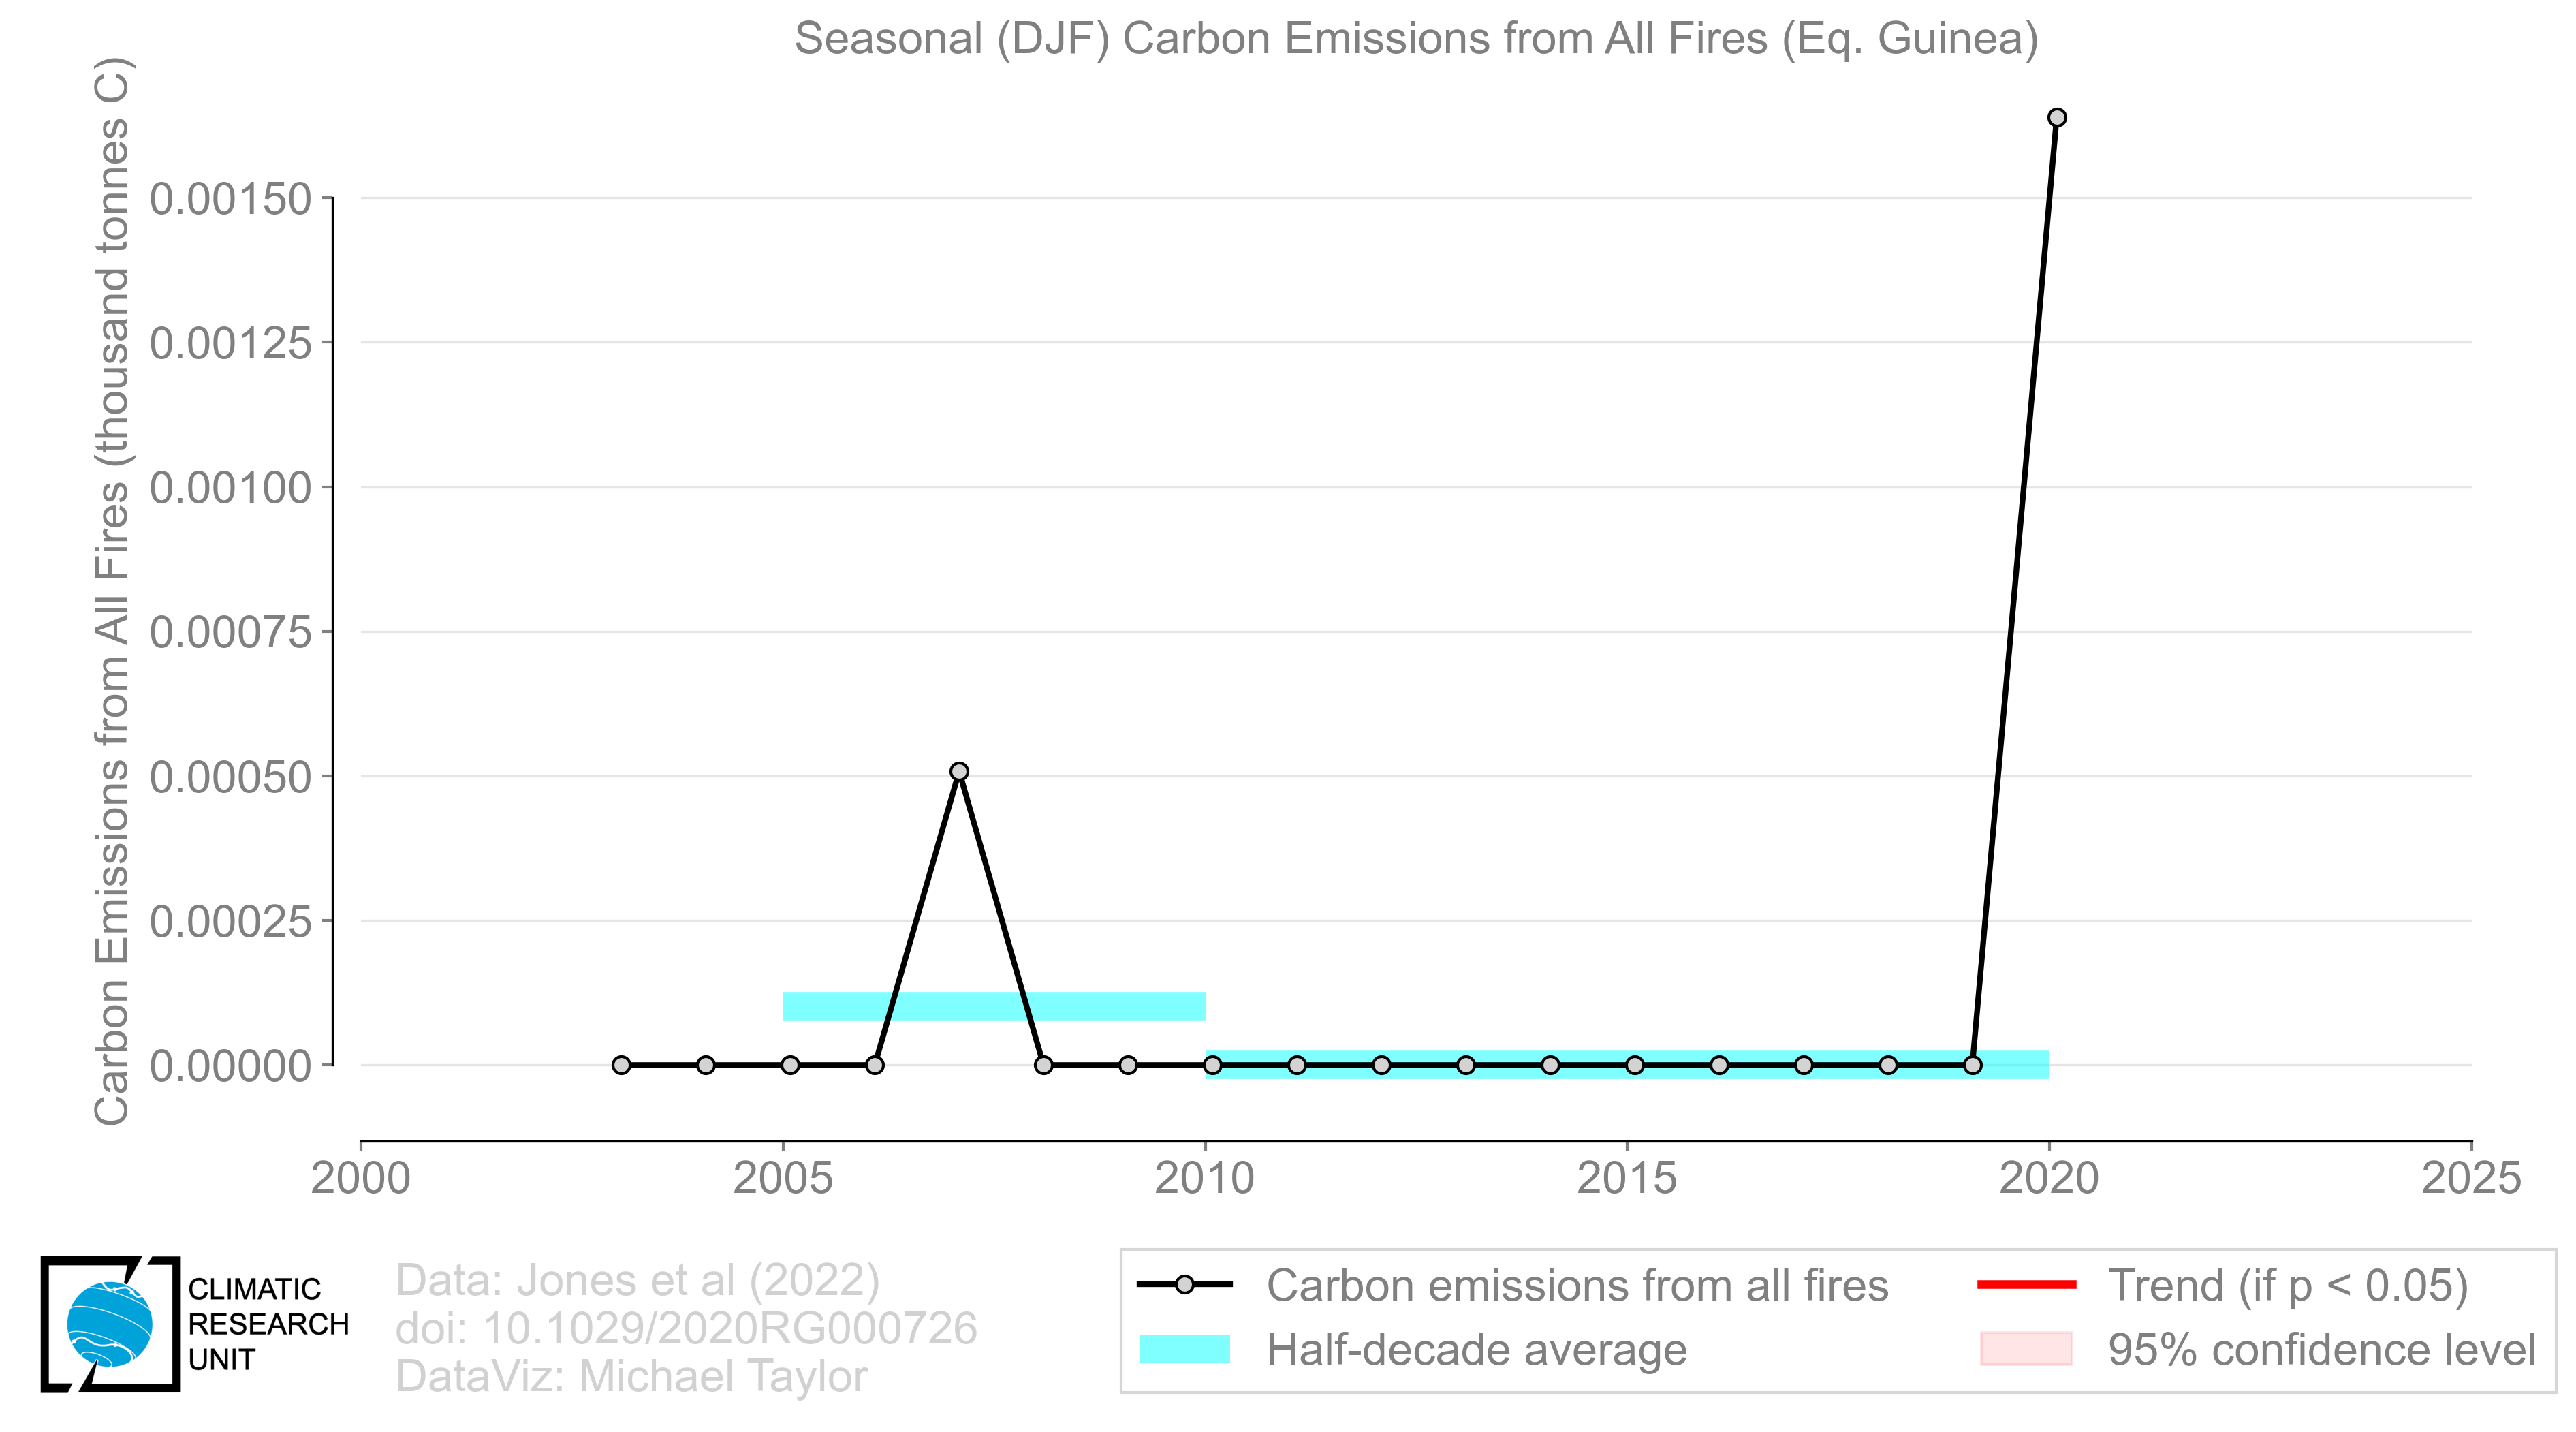 Seasonal (DJF) Carbon Emissions from All Fires (Eq. Guinea)
Carbon Emissions from All Fires (thousand tonnes C)
0.00150
0.00125
0.00100
0.00075
0.00050
0.00025
0.00000
2000 2005 2010 2015 2020 2025
CLIMATIC
RESEARCH
UNIT
Data: Jones et al (2022)
doi: 10.1029/2020RG000726
DataViz: Michael Taylor
Carbon emissions from all fires
Half-decade average
Trend (if p < 0.05)
95% confidence level